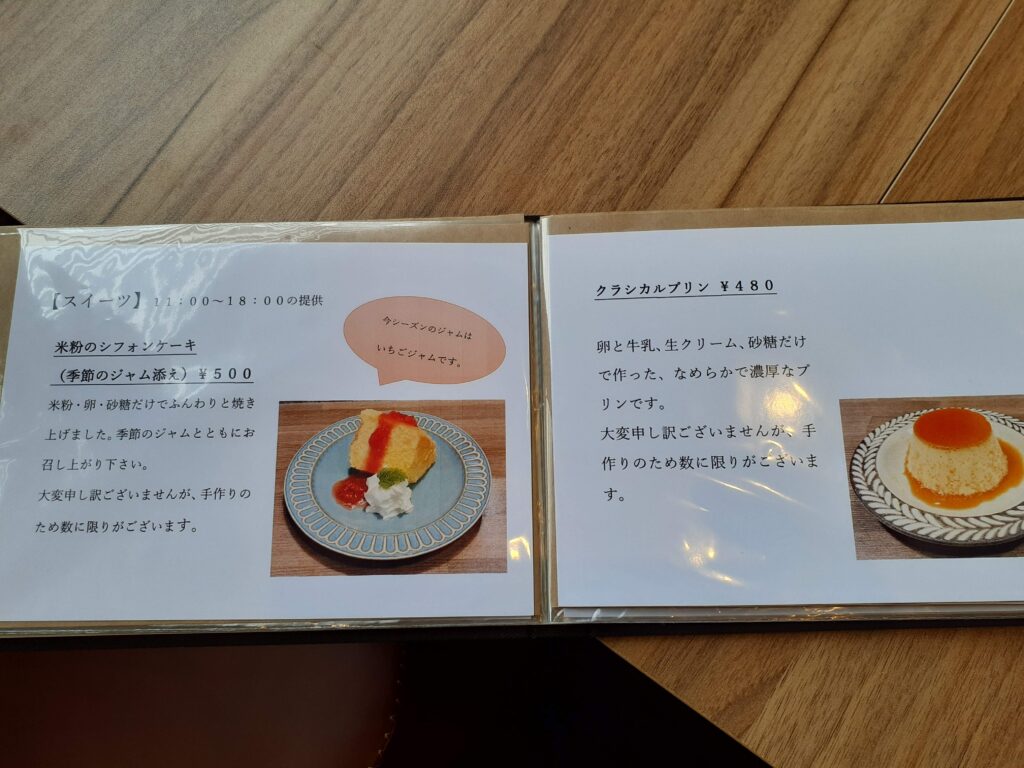 【スイーツ】 11:00~18:00の提供
米粉のシフォンケーキ
(季節のジャム添え) ¥500
米粉・卵・砂糖だけでふんわりと焼き
上げました。季節のジャムとともにお
召し上がり下さい。
大変申し訳ございませんが、手作りの
ため数に限りがございます。
今シーズンのジャムは
いちごジャムです。
クラシカルプリン ¥480
卵と牛乳、生クリーム、砂糖だけ
で作った、なめらかで濃厚なプ
リンです。
大変申し訳ございませんが、手
作りのため数に限りがございま
す。